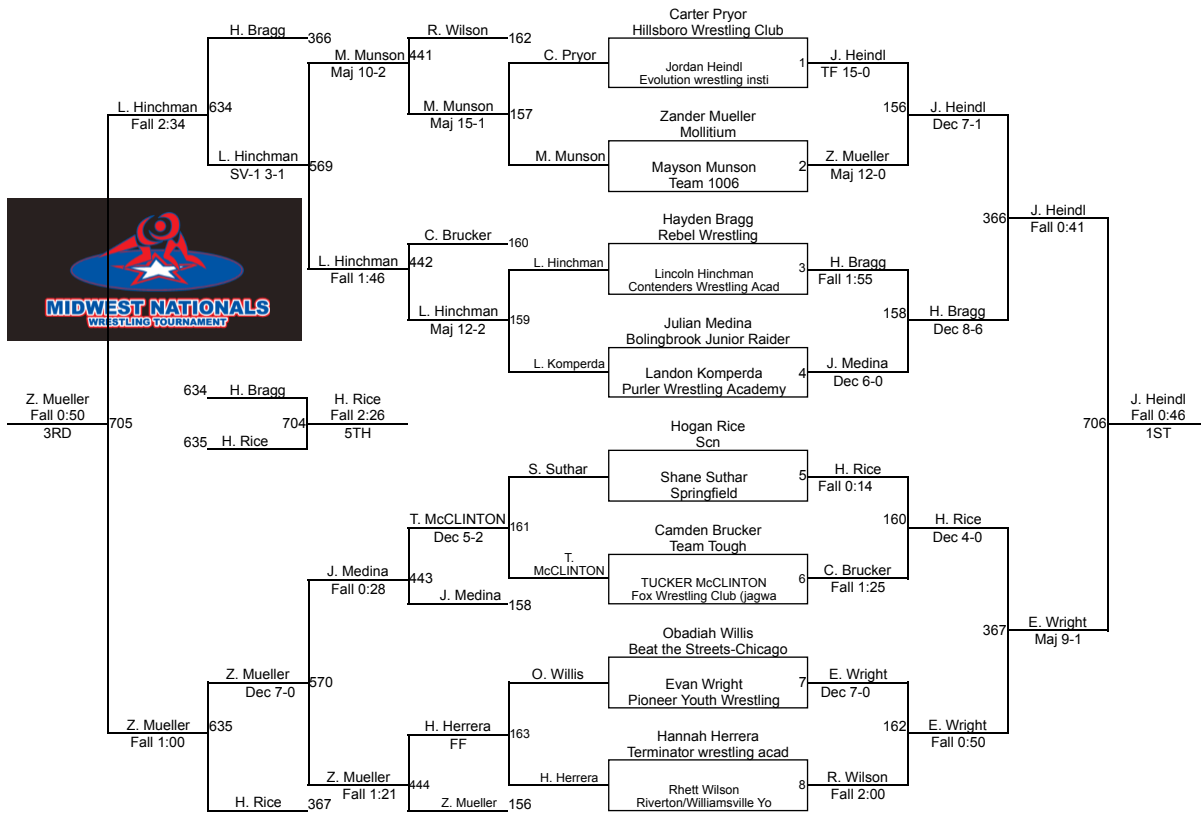 Carter Pryor
Hillsboro Wrestling Club
H. Bragg
366
R. Wilson
162
M. Munson
441
Maj 10-2
C. Pryor
Jordan Heindl
Evolution wrestling insti
1
J. Heindl
TF 15-0
L. Hinchman
634
Fall 2:34
M. Munson
Maj 15-1
157
156
J. Heindl
Dec 7-1
Zander Mueller
Mollitium
L. Hinchman
569
SV-1 3-1
M. Munson
Mayson Munson
Team 1006
2
Z. Mueller
Maj 12-0
366
J. Heindl
Fall 0:41
Hayden Bragg
Rebel Wrestling
C. Brucker
160
L. Hinchman
442
Fall 1:46
L. Hinchman
Lincoln Hinchman
Contenders Wrestling Acad
3
H. Bragg
Fall 1:55
MIDWEST NATIONALS
WRESTLING TOURNAMENT
L. Hinchman
Maj 12-2
159
158
H. Bragg
Dec 8-6
Julian Medina
Bolingbrook Junior Raider
L. Komperda
Landon Komperda
Purler Wrestling Academy
4
J. Medina
Dec 6-0
Z. Mueller
Fall 0:50
3RD
705
634
H. Bragg
635
H. Rice
704
H. Rice
Fall 2:26
5TH
706
J. Heindl
Fall 0:46
1ST
Hogan Rice
Scn
S. Suthar
Shane Suthar
Springfield
5
H. Rice
Fall 0:14
T. McCLINTON
Dec 5-2
161
160
H. Rice
Dec 4-0
Camden Brucker
Team Tough
J. Medina
443
Fall 0:28
T.
McCLINTON
TUCKER McCLINTON
Fox Wrestling Club (jagwa
6
C. Brucker
Fall 1:25
J. Medina
158
367
E. Wright
Maj 9-1
Obadiah Willis
Beat the Streets-Chicago
Z. Mueller
570
Dec 7-0
O. Willis
Evan Wright
Pioneer Youth Wrestling
7
E. Wright
Dec 7-0
Z. Mueller
635
Fall 1:00
H. Herrera
FF
163
162
E. Wright
Fall 0:50
Hannah Herrera
Terminator wrestling acad
Z. Mueller
444
Fall 1:21
H. Herrera
Rhett Wilson
Riverton/Williamsville Yo
8
R. Wilson
Fall 2:00
H. Rice
367
Z. Mueller
156